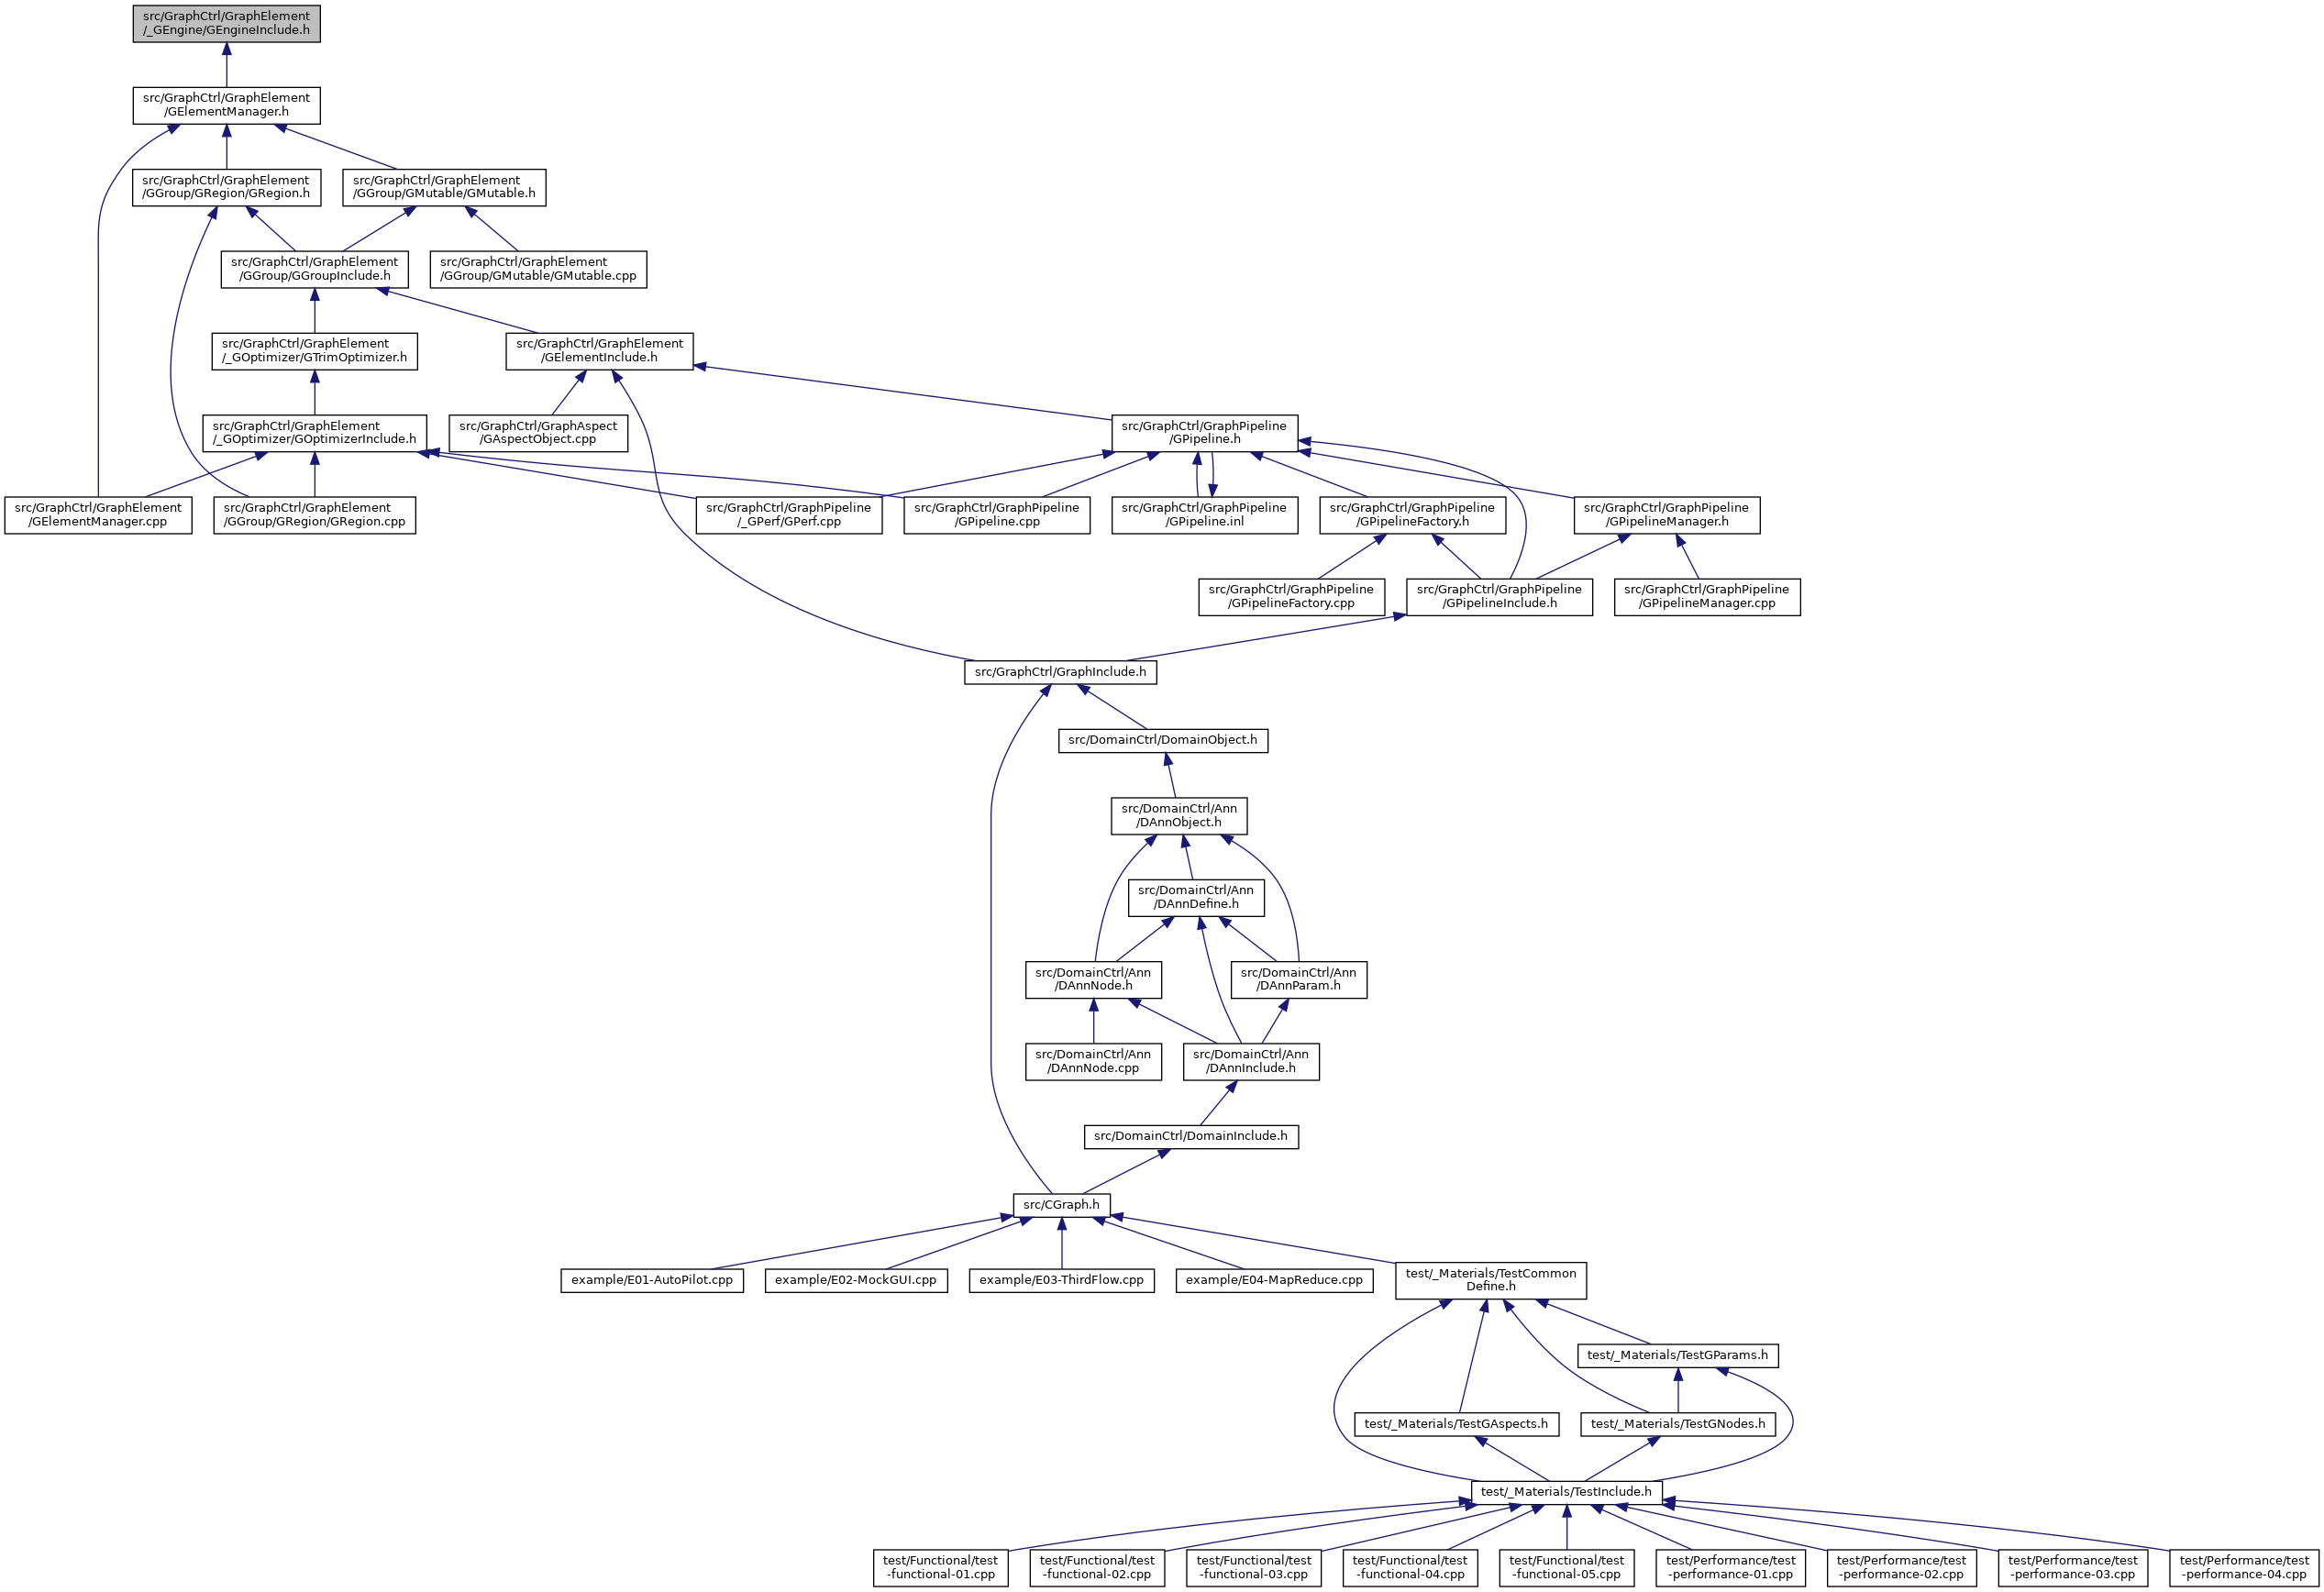 src/GraphCtrl/GraphElement
/_GEngine/GEngineInclude.h
src/GraphCtrl/GraphElement
/GElementManager.h
src/GraphCtrl/GraphElement
/GGroup/GRegion/GRegion.h
src/GraphCtrl/GraphElement
/GGroup/GMutable/GMutable.h
src/GraphCtrl/GraphElement
/GGroup/GGroupInclude.h
src/GraphCtrl/GraphElement
/GGroup/GMutable/GMutable.cpp
src/GraphCtrl/GraphElement
/_GOptimizer/GTrimOptimizer.h
src/GraphCtrl/GraphElement
/GElementInclude.h
src/GraphCtrl/GraphElement
/_GOptimizer/GOptimizerInclude.h
src/GraphCtrl/GraphAspect
/GAspectObject.cpp
src/GraphCtrl/GraphPipeline
/GPipeline.h
src/GraphCtrl/GraphElement
/GElementManager.cpp
src/GraphCtrl/GraphElement
/GGroup/GRegion/GRegion.cpp
src/GraphCtrl/GraphPipeline
/_GPerf/GPerf.cpp
src/GraphCtrl/GraphPipeline
/GPipeline.cpp
src/GraphCtrl/GraphPipeline
/GPipeline.inl
src/GraphCtrl/GraphPipeline
/GPipelineFactory.h
src/GraphCtrl/GraphPipeline
/GPipelineManager.h
src/GraphCtrl/GraphPipeline
/GPipelineFactory.cpp
src/GraphCtrl/GraphPipeline
/GPipelineInclude.h
src/GraphCtrl/GraphPipeline
/GPipelineManager.cpp
src/GraphCtrl/GraphInclude.h
src/DomainCtrl/DomainObject.h
src/DomainCtrl/Ann
/DAnnObject.h
src/DomainCtrl/Ann
/DAnnDefine.h
src/DomainCtrl/Ann
/DAnnNode.h
src/DomainCtrl/Ann
/DAnnParam.h
src/DomainCtrl/Ann
/DAnnNode.cpp
src/DomainCtrl/Ann
/DAnnInclude.h
src/DomainCtrl/DomainInclude.h
src/CGraph.h
example/E01-AutoPilot.cpp
example/E02-MockGUI.cpp
example/E03-ThirdFlow.cpp
example/E04-MapReduce.cpp
test/_Materials/TestCommon
Define.h
test/_Materials/TestGParams.h
test/_Materials/TestGAspects.h
test/_Materials/TestGNodes.h
test/_Materials/TestInclude.h
test/Functional/test
-functional-01.cpp
test/Functional/test
-functional-02.cpp
test/Functional/test
-functional-03.cpp
test/Functional/test
-functional-04.cpp
test/Functional/test
-functional-05.cpp
test/Performance/test
-performance-01.cpp
test/Performance/test
-performance-02.cpp
test/Performance/test
-performance-03.cpp
test/Performance/test
-performance-04.cpp